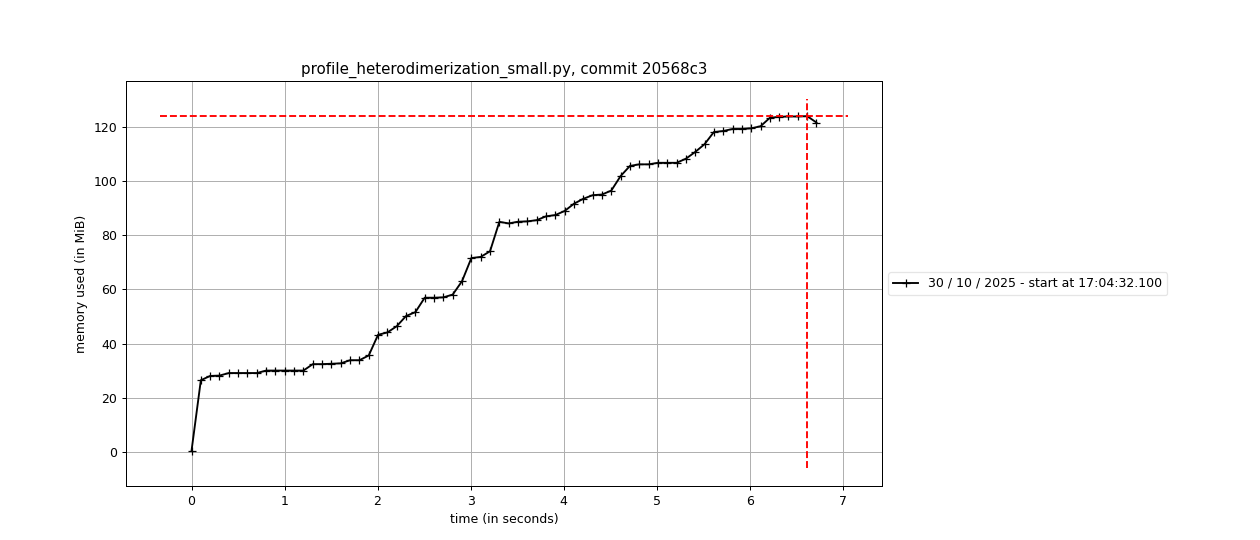 profile_heterodimerization_small.py, commit 20568c3
memory used (in MiB)
120
100
80
60
40
20
0
0 1 2 3 4 5 6 7
time (in seconds)
30 / 10 / 2025 - start at 17:04:32.100